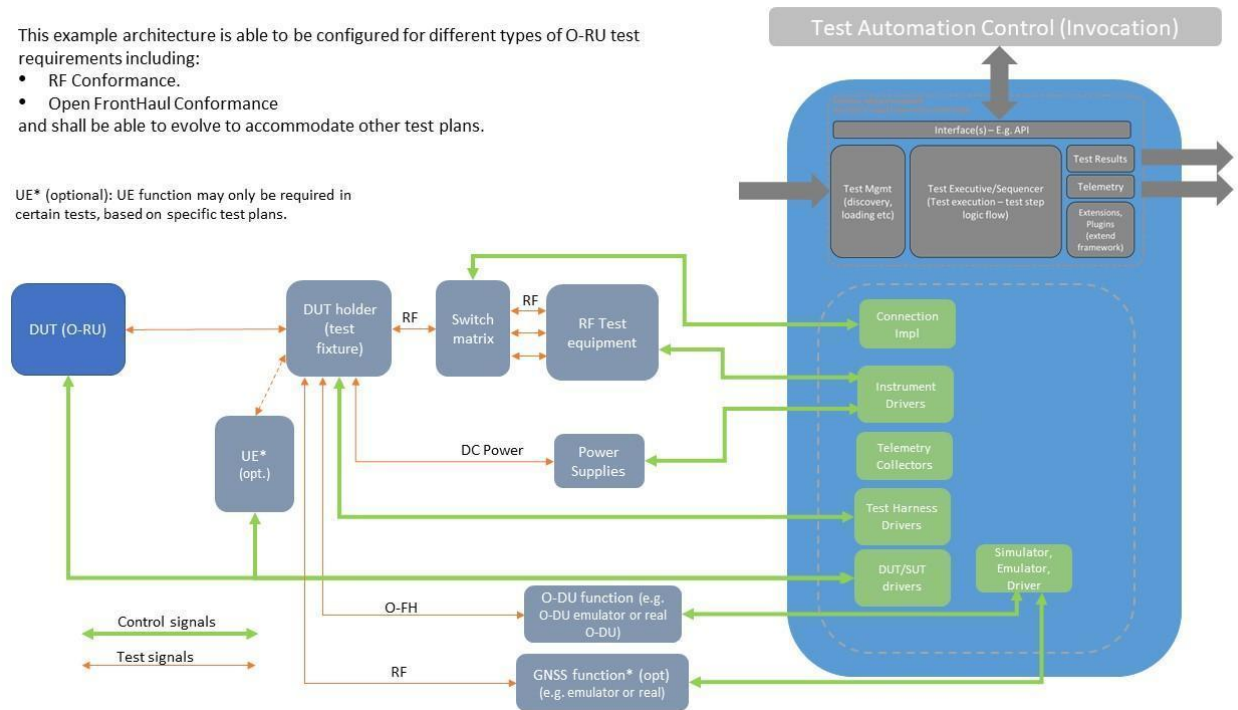 This example architecture is able to be configured for different types of O-RU test
requirements including:
• RF Conformance.
• Open FrontHaul Conformance
and shall be able to evolve to accommodate other test plans.
UE* (optional): UE function may only be required in
certain tests, based on specific test plans.
Test Automation Control (Invocation)
Interface(s) – E.g. API
Test Mgmt
(discovery,
loading etc)
Test Executive/Sequencer
(Test execution – test step
logic flow)
Test Results
Telemetry
Extensions,
Plugins
(extend
framework)
DUT (O-RU)
DUT holder
(test
fixture)
RF
Switch
matrix
RF
RF Test
equipment
Connection
Impl
Instrument
Drivers
UE*
(opt.)
DC Power
Power
Supplies
Telemetry
Collectors
Test Harness
Drivers
DUT/SUT
drivers
Simulator,
Emulator,
Driver
O-FH
O-DU function (e.g.
O-DU emulator or real
O-DU)
Control signals
Test signals
RF
GNSS function* (opt)
(e.g. emulator or real)